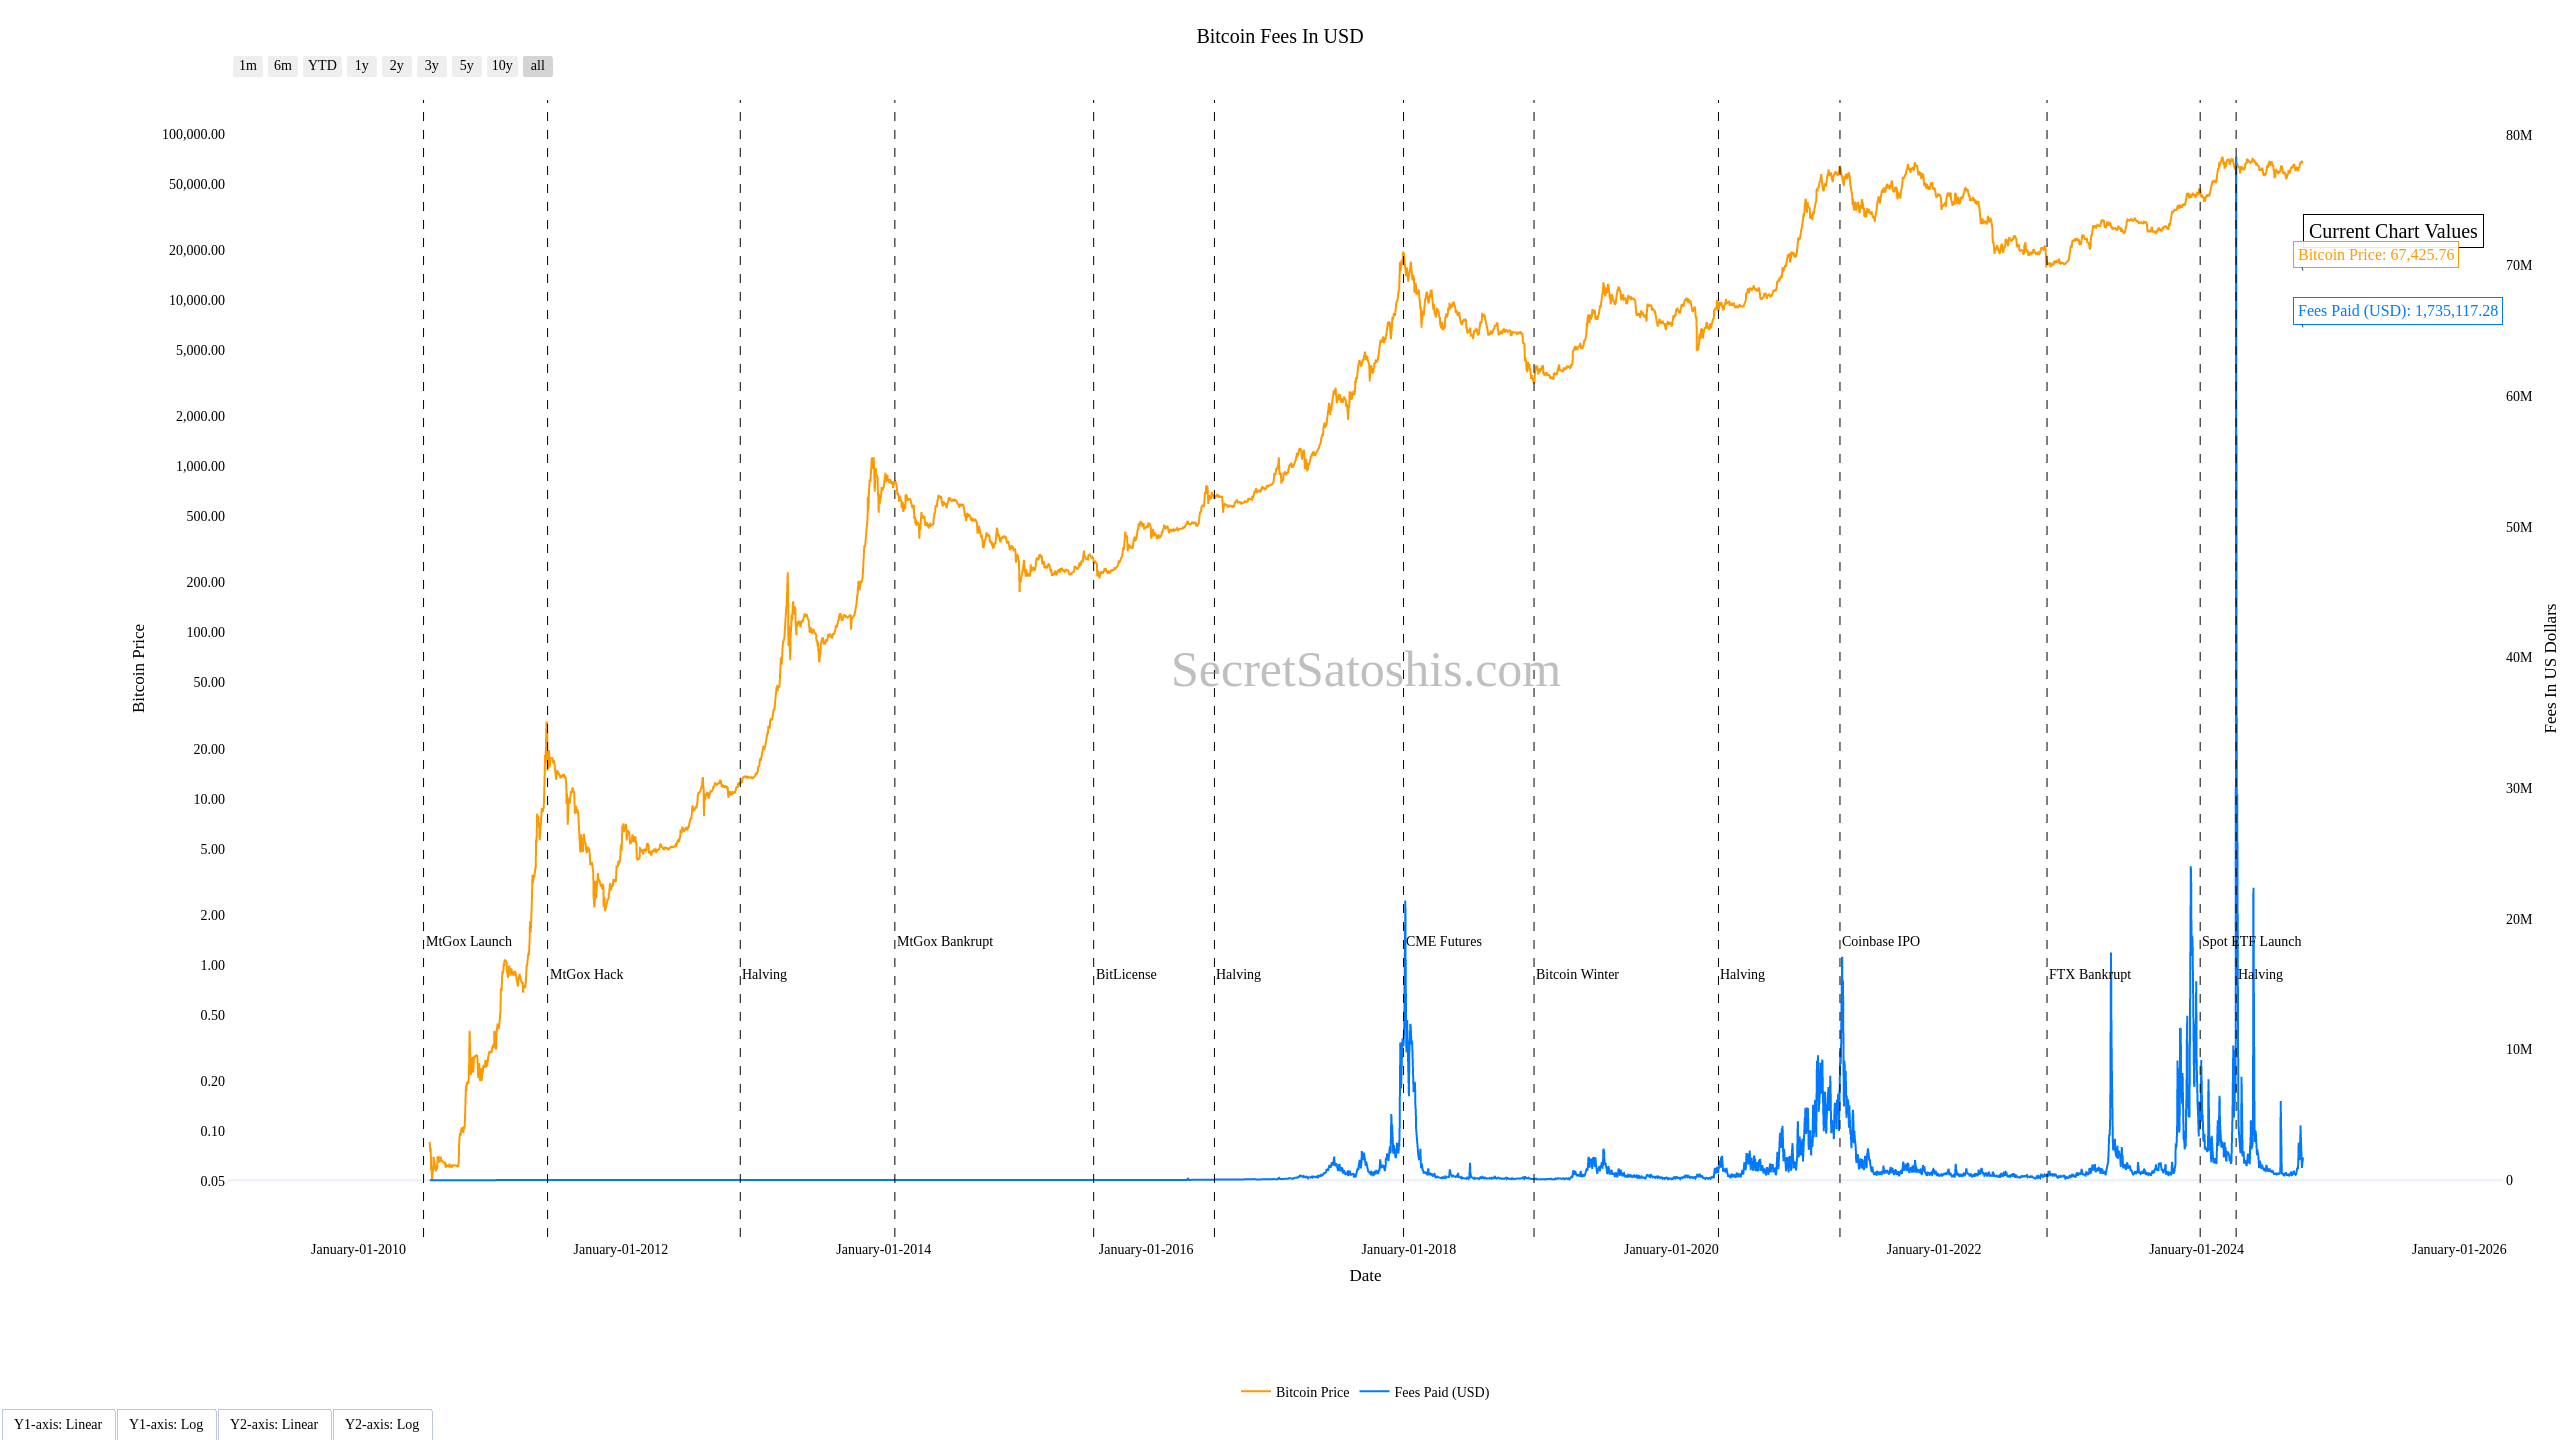 Bitcoin Fees In USD
1m 6m YTD 1y 2y 3y 5y 10y all
100,000.00
50,000.00
20,000.00
10,000.00
5,000.00
2,000.00
1,000.00
500.00
200.00
100.00
50.00
20.00
10.00
5.00
2.00
1.00
0.50
0.20
0.10
0.05
Bitcoin Price
80M
70M
60M
50M
40M
30M
20M
10M
0
Fees In US Dollars
Current Chart Values
Bitcoin Price: 67,425.76
Fees Paid (USD): 1,735,117.28
SecretSatoshis.com
MtGox Launch
MtGox Hack
Halving
MtGox Bankrupt
BitLicense
Halving
CME Futures
Bitcoin Winter
Halving
Coinbase IPO
FTX Bankrupt
Spot ETF Launch
Halving
January-01-2010 January-01-2012 January-01-2014 January-01-2016 January-01-2018 January-01-2020 January-01-2022 January-01-2024 January-01-2026
Date
Bitcoin Price Fees Paid (USD)
Y1-axis: Linear Y1-axis: Log Y2-axis: Linear Y2-axis: Log